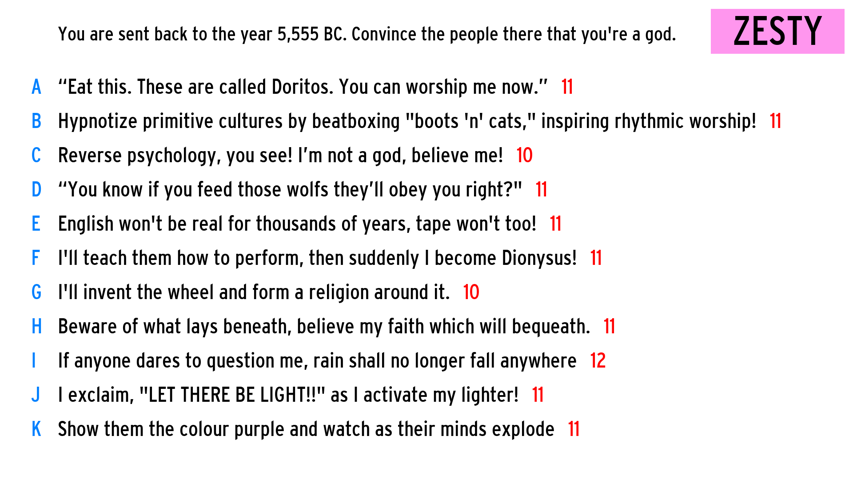 You are sent back to the year 5,555 BC. Convince the people there that you're a god.
ZESTY
A “Eat this. These are called Doritos. You can worship me now.” 11
B Hypnotize primitive cultures by beatboxing "boots 'n' cats," inspiring rhythmic worship! 11
C Reverse psychology, you see! I’m not a god, believe me! 10
D “You know if you feed those wolfs they’ll obey you right?" 11
E English won't be real for thousands of years, tape won't too! 11
F I'll teach them how to perform, then suddenly I become Dionysus! 11
G I'll invent the wheel and form a religion around it. 10
H Beware of what lays beneath, believe my faith which will bequeath. 11
I If anyone dares to question me, rain shall no longer fall anywhere 12
J I exclaim, "LET THERE BE LIGHT!!" as I activate my lighter! 11
K Show them the colour purple and watch as their minds explode 11